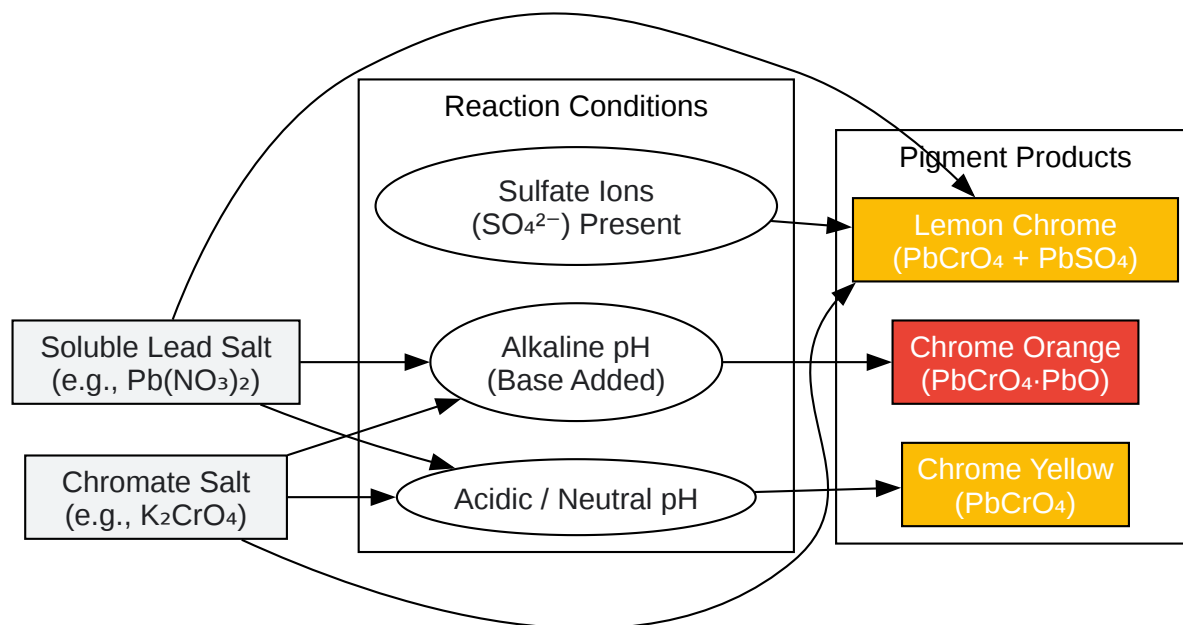 Reaction Conditions
Sulfate Ions
(SO₄²⁻) Present
Alkaline pH
(Base Added)
Acidic / Neutral pH
Pigment Products
Lemon Chrome
(PbCrO₄ + PbSO₄)
Chrome Orange
(PbCrO₄·PbO)
Chrome Yellow
(PbCrO₄)
Soluble Lead Salt
(e.g., Pb(NO₃)₂)
Chromate Salt
(e.g., K₂CrO₄)